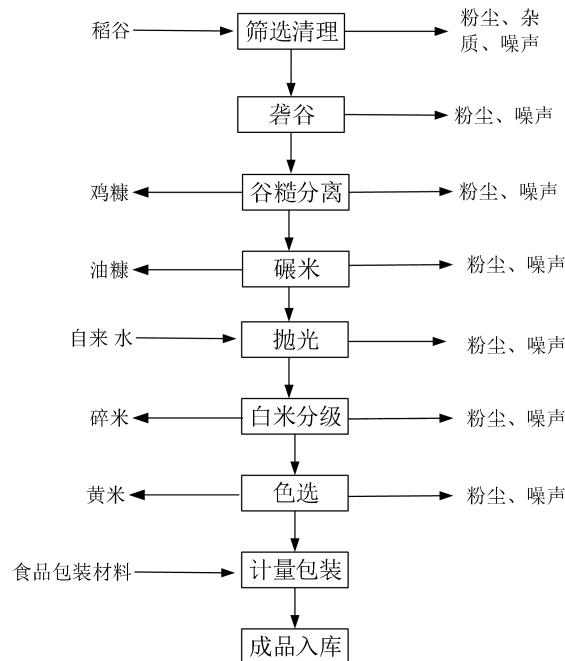 稻谷
筛选清理
粉尘、杂
质、噪声
砻谷
粉尘、噪声
鸡糠
谷糙分离
粉尘、噪声
油糠
碾米
粉尘、噪声
自来 水
抛光
粉尘、噪声
碎米
白米分级
粉尘、噪声
黄米
色选
粉尘、噪声
食品包装材料
计量包装
成品入库